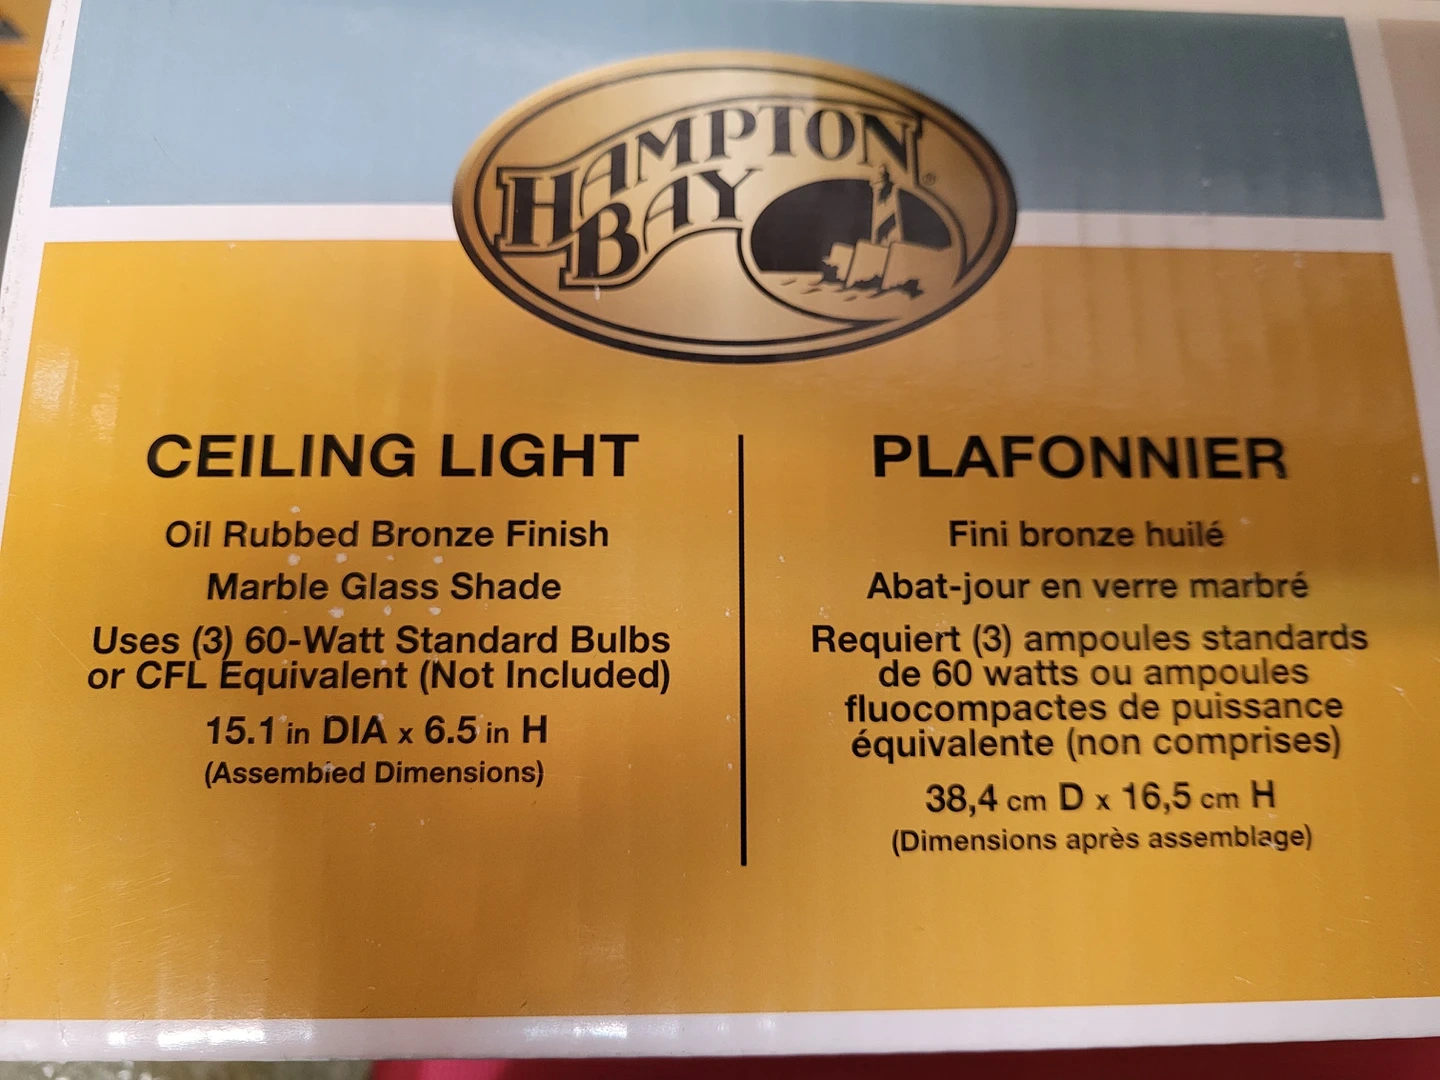 HAMPTON
BAY
®
CEILING LIGHT
Oil Rubbed Bronze Finish
Marble Glass Shade
Uses (3) 60-Watt Standard Bulbs
or CFL Equivalent (Not Included)
15.1 in DIA x 6.5 in H
(Assembled Dimensions)
PLAFONNIER
Fini bronze huilé
Abat-jour en verre marbré
Requiert (3) ampoules standards
de 60 watts ou ampoules
fluocompactes de puissance
équivalente (non comprises)
38,4 cm D x 16,5 cm H
(Dimensions après assemblage)